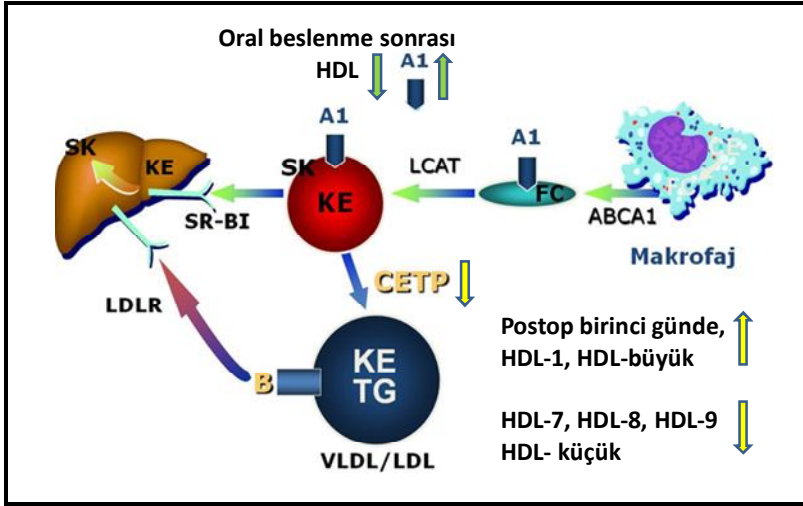 Oral beslenme sonrası
HDL
A1
A1
A1
SK
KE
SK
KE
LCAT
FC
ABCA1
SR-BI
Makrofaj
LDLR
CETP
Postop birinci günde,
HDL-1, HDL-büyük
KE
TG
B
HDL-7, HDL-8, HDL-9
HDL- küçük
VLDL/LDL